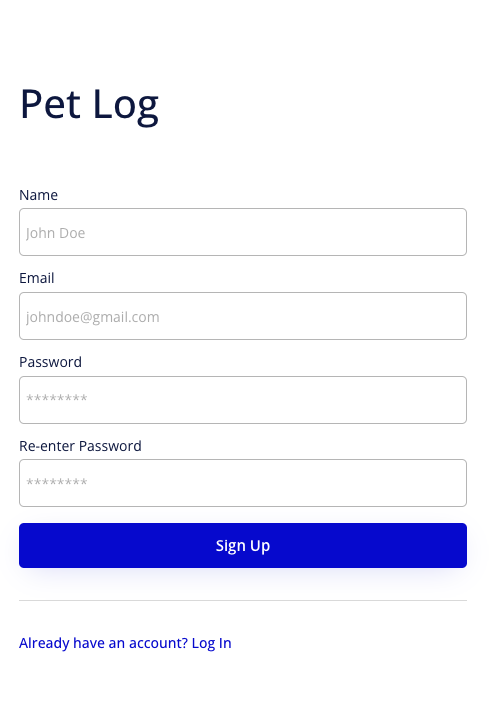 Pet Log
Name
John Doe
Email
johndoe@gmail.com
Password
********
Re-enter Password
********
Sign Up
Already have an account? Log In